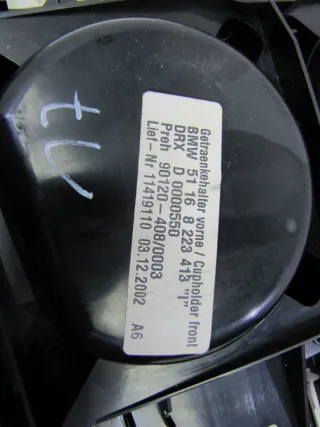 Getraenkehalter vorne / Cupholder front
BMW 51 16 8 223 413 "I"
DRX D 0000550
Preh 90120-408/0003
Lief-Nr 11419110 03.12.2002 A6